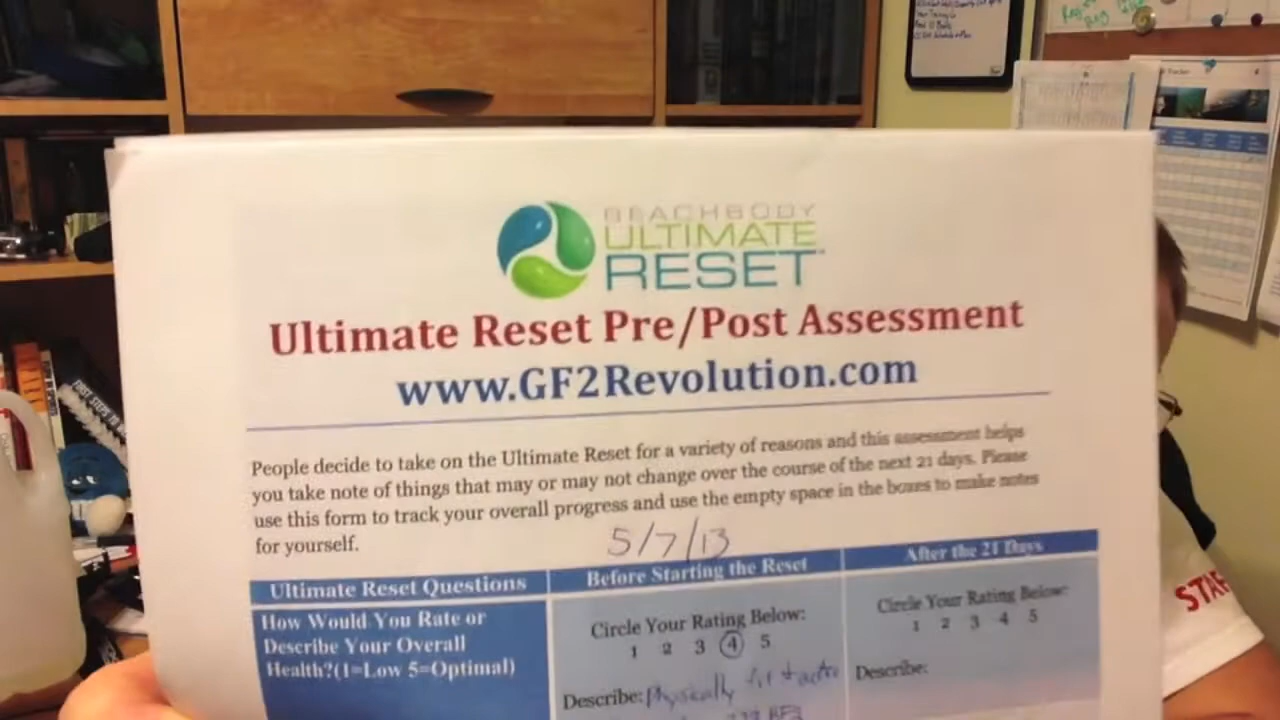 BEACHBODY
ULTIMATE
RESET
Ultimate Reset Pre/Post Assessment
www.GF2Revolution.com
People decide to take on the Ultimate Reset for a variety of reasons and this assessment helps
you take note of things that may or may not change over the course of the next 21 days. Please
use this form to track your overall progress and use the empty space in the boxes to make notes
for yourself.
5/7/13
Ultimate Reset Questions
Before Starting the Reset
After the 21 Days
How Would You Rate or
Describe Your Overall
Health?(1=Low 5=Optimal)
Circle Your Rating Below:
1 2 3 4 5
Describe: Physically fit
Circle Your Rating Below:
1 2 3 4 5
Describe:
FIRST STEPS TO
Tracker